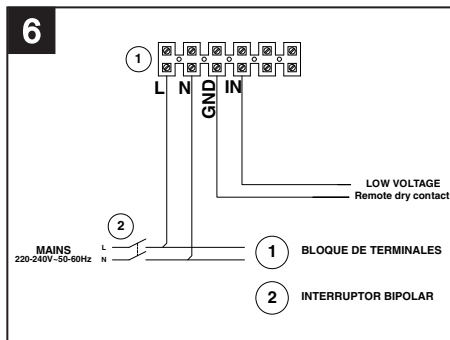 6
1
L N GND IN
LOW VOLTAGE
Remote dry contact
2
MAINS
220-240V~50-60Hz
L
N
1 BLOQUE DE TERMINALES
2 INTERRUPTOR BIPOLAR